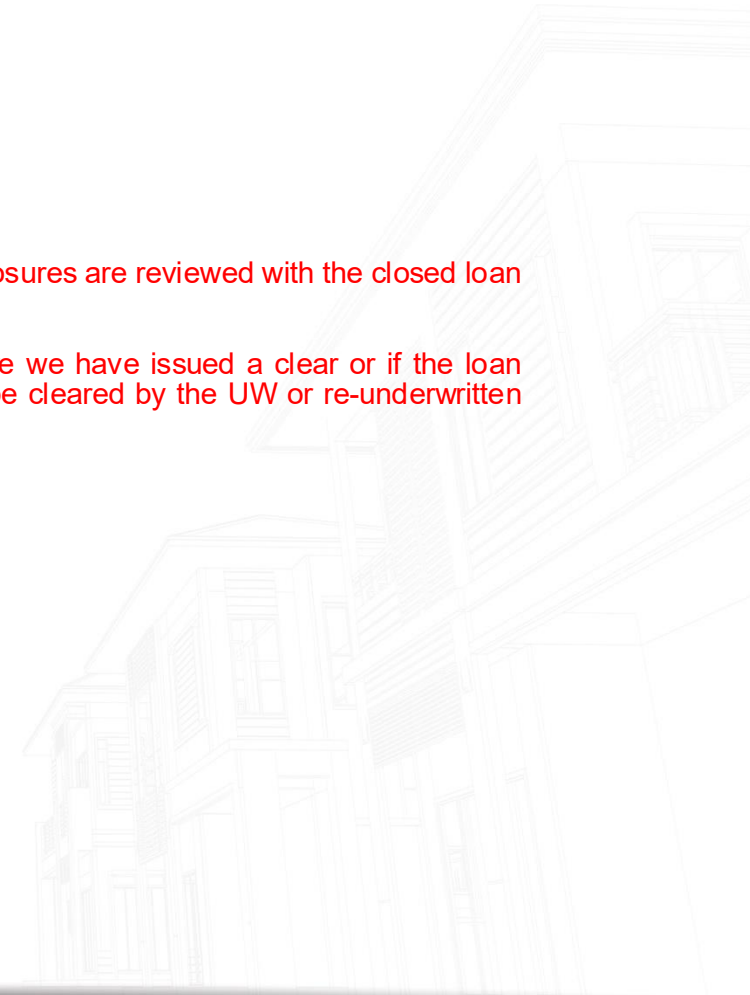 are reviewed with the closed loan
we have issued a clear or if the loan
cleared by the UW or re-underwritten